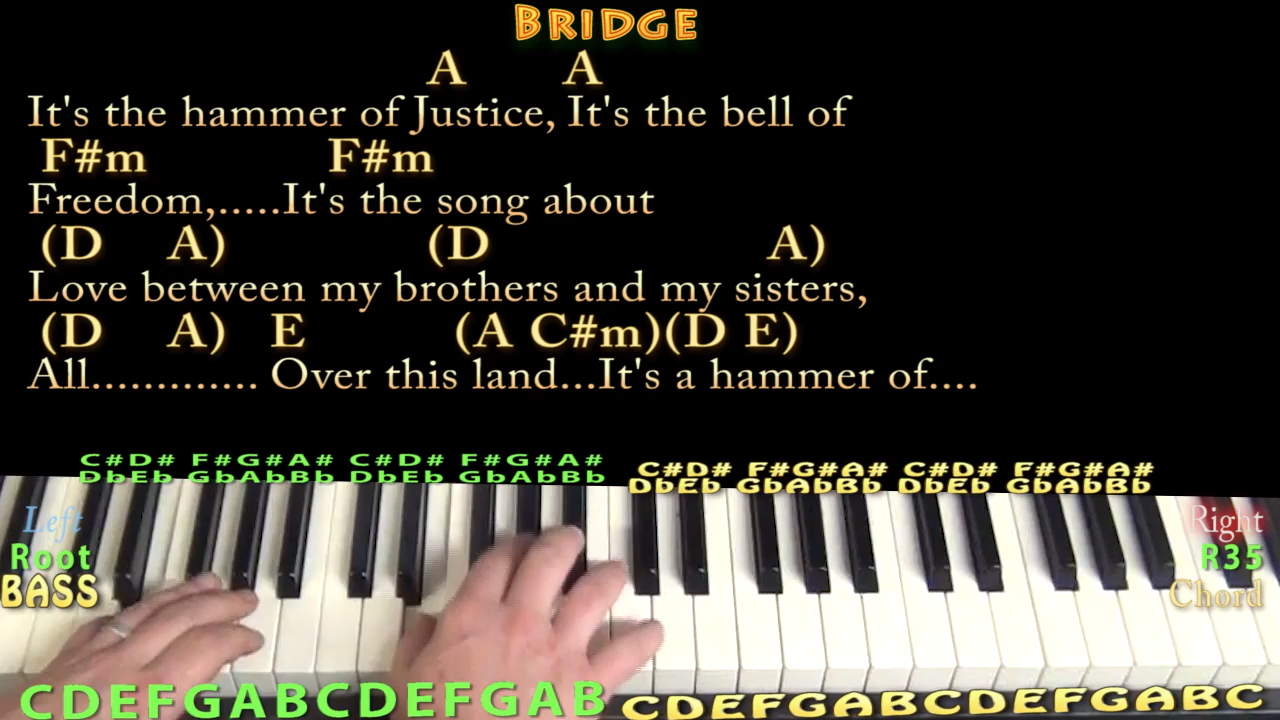 BRIDGE
A A
It's the hammer of Justice, It's the bell of
F#m F#m
Freedom,.....It's the song about
(D A) (D A)
Love between my brothers and my sisters,
(D A) E (A C#m)(D E)
All............. Over this land...It's a hammer of....
C#D# F#G#A# C#D# F#G#A#
DbEb GbAbBb DbEb GbAbBb
C#D# F#G#A# C#D# F#G#A#
DbEb GbAbBb DbEb GbAbBb
Left
Root
BASS
Right
R35
Chord
CDEFGABCDEFGAB
CDEFGABCDEFGABC